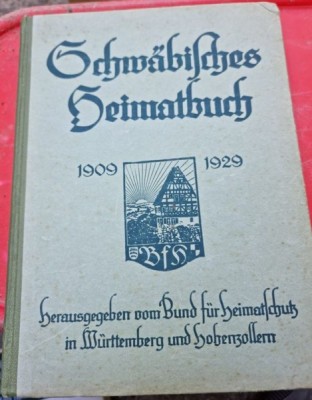 Schwäbisches
Heimatbuch
1909 1929
BfH
Herausgegeben vom Bund für Heimatschutz
in Württemberg und Hohenzollern